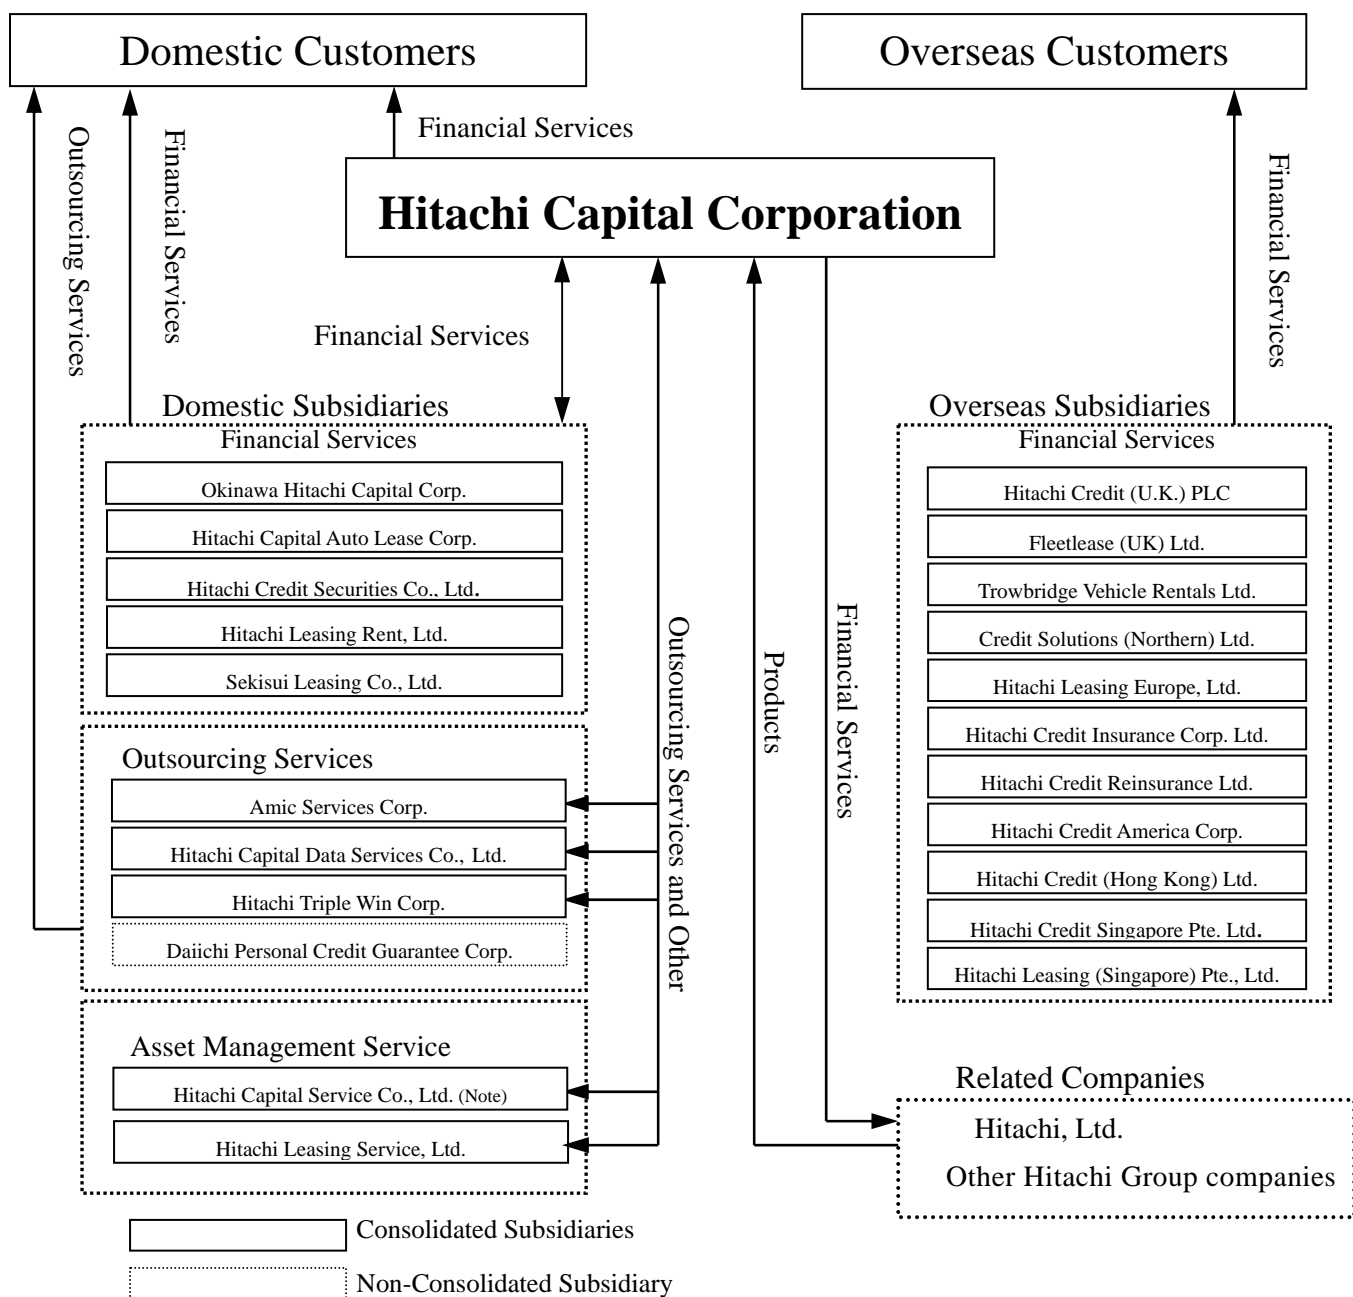 Domestic Customers
Overseas Customers
Outsourcing Services
Financial Services
Financial Services
Financial Services
Hitachi Capital Corporation
Financial Services
Domestic Subsidiaries
Financial Services
Okinawa Hitachi Capital Corp.
Hitachi Capital Auto Lease Corp.
Hitachi Credit Securities Co., Ltd.
Hitachi Leasing Rent, Ltd.
Sekisui Leasing Co., Ltd.
Outsourcing Services
Amic Services Corp.
Hitachi Capital Data Services Co., Ltd.
Hitachi Triple Win Corp.
Daiichi Personal Credit Guarantee Corp.
Asset Management Service
Hitachi Capital Service Co., Ltd. (Note)
Hitachi Leasing Service, Ltd.
Outsourcing Services and Other
Products
Financial Services
Overseas Subsidiaries
Financial Services
Hitachi Credit (U.K.) PLC
Fleetlease (UK) Ltd.
Trowbridge Vehicle Rentals Ltd.
Credit Solutions (Northern) Ltd.
Hitachi Leasing Europe, Ltd.
Hitachi Credit Insurance Corp. Ltd.
Hitachi Credit Reinsurance Ltd.
Hitachi Credit America Corp.
Hitachi Credit (Hong Kong) Ltd.
Hitachi Credit Singapore Pte. Ltd.
Hitachi Leasing (Singapore) Pte., Ltd.
Related Companies
Hitachi, Ltd.
Other Hitachi Group companies
Consolidated Subsidiaries
Non-Consolidated Subsidiary